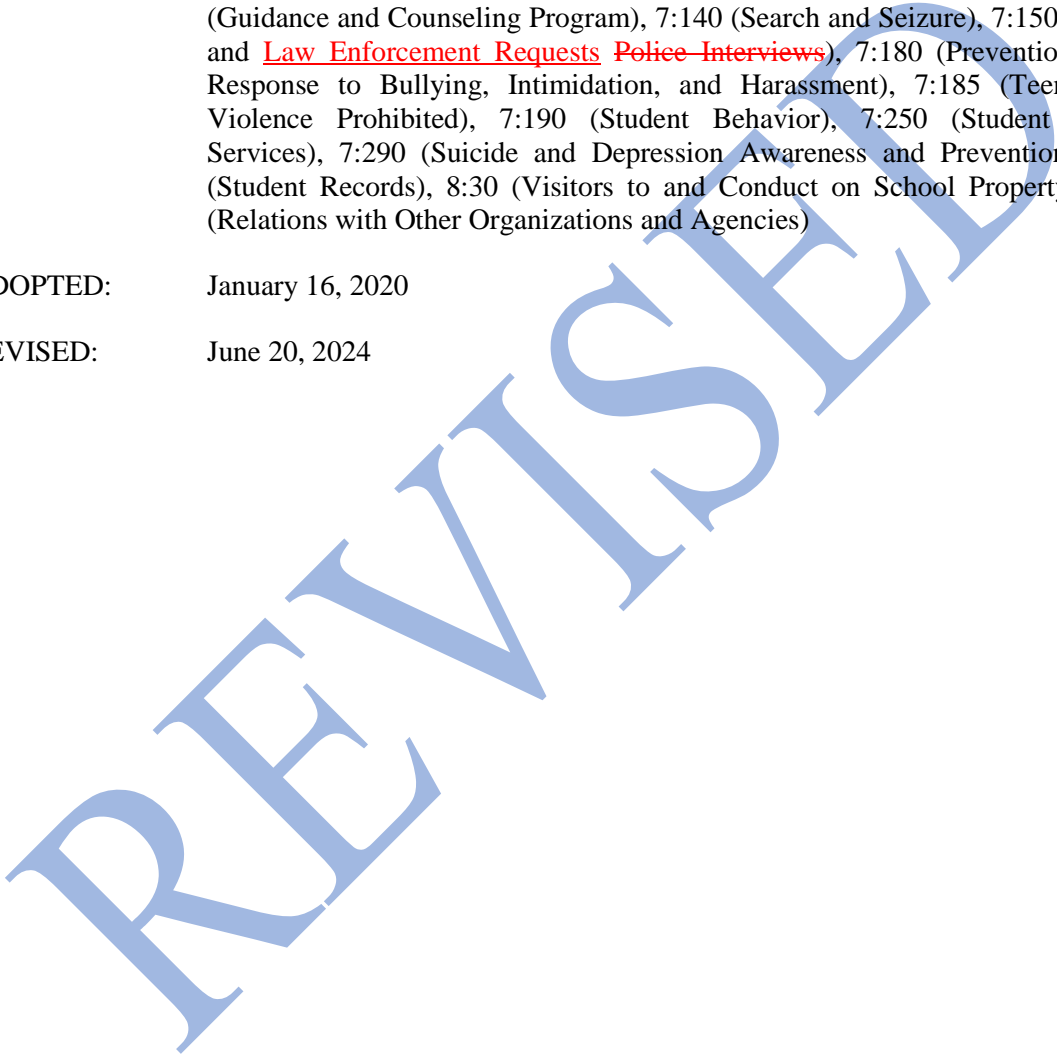 (Guidance and Counseling Program), 7:140 (Search and Seizure), 7:150
and Law Enforcement Requests Police Interviews), 7:180 (Preventio
Response to Bullying, Intimidation, and Harassment), 7:185 (Teen
Violence Prohibited), 7:190 (Student Behavior), 7:250 (Student
Services), 7:290 (Suicide and Depression Awareness and Prevention
(Student Records), 8:30 (Visitors to and Conduct on School Property
(Relations with Other Organizations and Agencies)
DOPTED: January 16, 2020
EVISED: June 20, 2024
REVISED